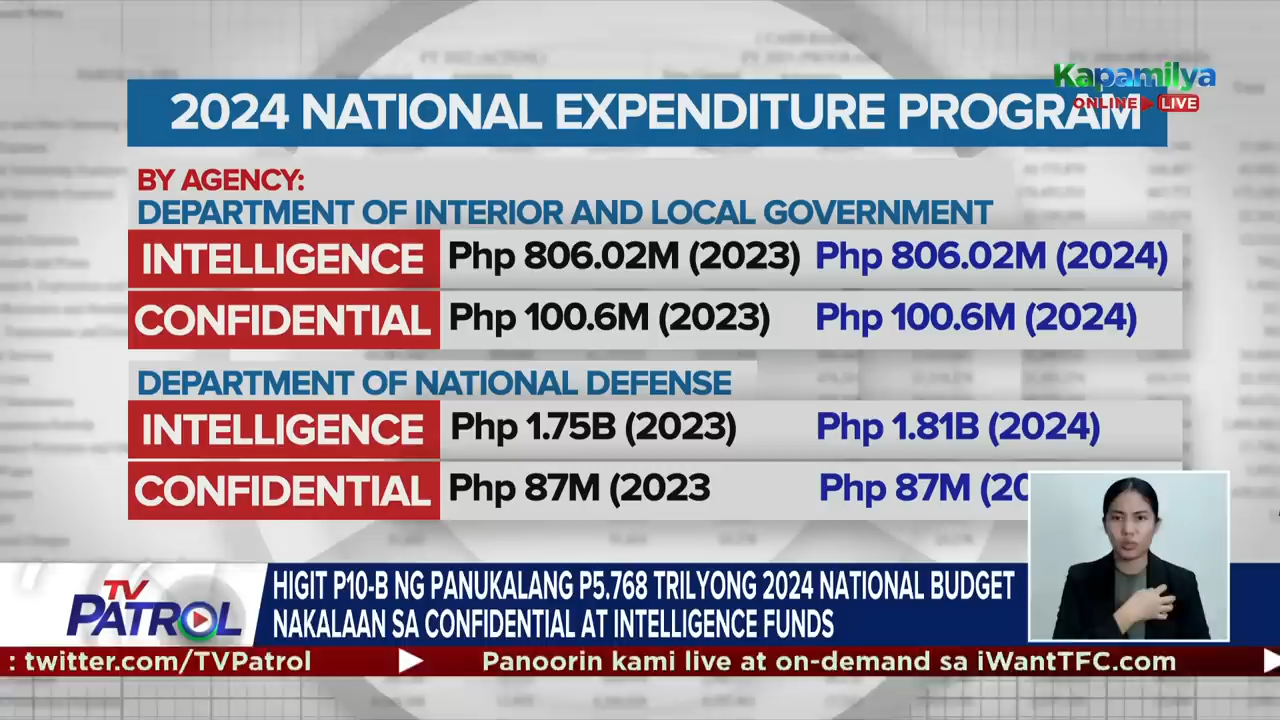 Kapamilya
ONLINE LIVE
2024 NATIONAL EXPENDITURE PROGRAM
BY AGENCY:
DEPARTMENT OF INTERIOR AND LOCAL GOVERNMENT
INTELLIGENCE Php 806.02M (2023) Php 806.02M (2024)
CONFIDENTIAL Php 100.6M (2023) Php 100.6M (2024)
DEPARTMENT OF NATIONAL DEFENSE
INTELLIGENCE Php 1.75B (2023) Php 1.81B (2024)
CONFIDENTIAL Php 87M (2023 Php 87M (20
TV PATROL
HIGIT P10-B NG PANUKALANG P5.768 TRILYONG 2024 NATIONAL BUDGET
NAKALAAN SA CONFIDENTIAL AT INTELLIGENCE FUNDS
: twitter.com/TVPatrol Panoorin kami live at on-demand sa iWantTFC.com